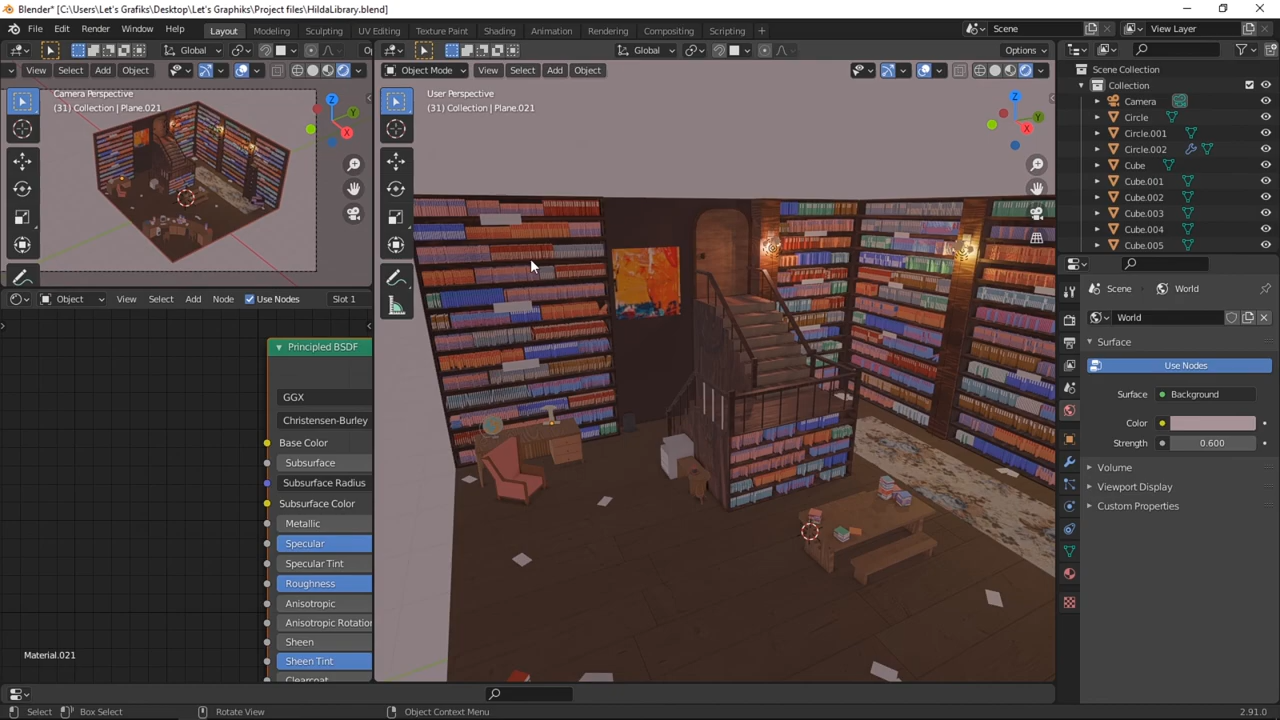 Blender* [C:\Users\Let's Grafiks\Desktop\Let's Graphiks\Project files\HildaLibrary.blend]
File Edit Render Window Help Layout Modeling Sculpting UV Editing Texture Paint Shading Animation Rendering Compositing Scripting + Scene View Layer
Global Global Options
View Select Add Object Object Mode View Select Add Object
Camera Perspective
(31) Collection | Plane.021
Z
Y
X
User Perspective
(31) Collection | Plane.021
Z
Y
X
Scene Collection
Collection
Camera
Circle
Circle.001
Circle.002
Cube
Cube.001
Cube.002
Cube.003
Cube.004
Cube.005
Object View Select Add Node Use Nodes Slot 1
Principled BSDF
GGX
Christensen-Burley
Base Color
Subsurface
Subsurface Radius
Subsurface Color
Metallic
Specular
Specular Tint
Roughness
Anisotropic
Anisotropic Rotation
Sheen
Sheen Tint
Clearcoat
Material.021
Scene World
World
Surface
Use Nodes
Surface Background
Color
Strength 0.600
Volume
Viewport Display
Custom Properties
Select Box Select Rotate View Object Context Menu 2.91.0